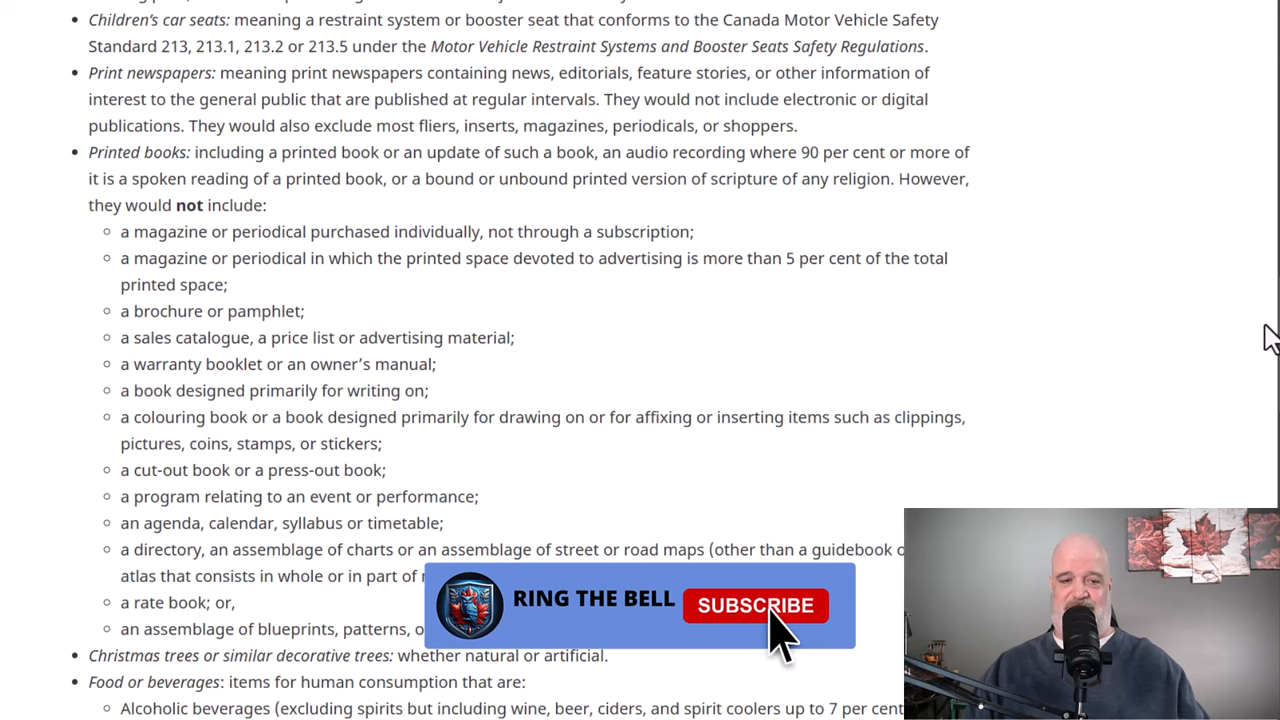 Children's car seats: meaning a restraint system or booster seat that conforms to the Canada Motor Vehicle Safety
Standard 213, 213.1, 213.2 or 213.5 under the Motor Vehicle Restraint Systems and Booster Seats Safety Regulations.
Print newspapers: meaning print newspapers containing news, editorials, feature stories, or other information of
interest to the general public that are published at regular intervals. They would not include electronic or digital
publications. They would also exclude most fliers, inserts, magazines, periodicals, or shoppers.
Printed books: including a printed book or an update of such a book, an audio recording where 90 per cent or more of
it is a spoken reading of a printed book, or a bound or unbound printed version of scripture of any religion. However,
they would not include:
a magazine or periodical purchased individually, not through a subscription;
a magazine or periodical in which the printed space devoted to advertising is more than 5 per cent of the total
printed space;
a brochure or pamphlet;
a sales catalogue, a price list or advertising material;
a warranty booklet or an owner's manual;
a book designed primarily for writing on;
a colouring book or a book designed primarily for drawing on or for affixing or inserting items such as clippings,
pictures, coins, stamps, or stickers;
a cut-out book or a press-out book;
a program relating to an event or performance;
an agenda, calendar, syllabus or timetable;
a directory, an assemblage of charts or an assemblage of street or road maps (other than a guidebook
atlas that consists in whole or in part of
a rate book; or,
an assemblage of blueprints, patterns,
RING THE BELL
SUBSCRIBE
Christmas trees or similar decorative trees: whether natural or artificial.
Food or beverages: items for human consumption that are:
Alcoholic beverages (excluding spirits but including wine, beer, ciders, and spirit coolers up to 7 per cent